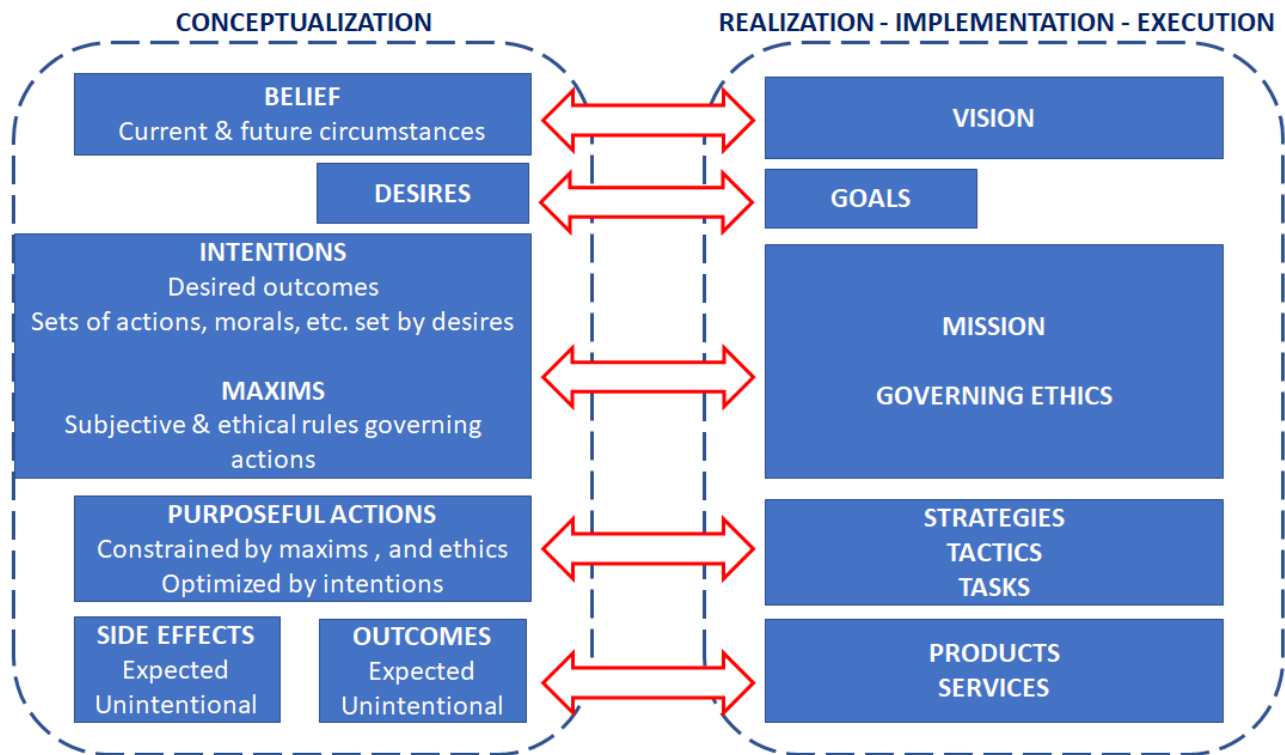 CONCEPTUALIZATION
BELIEF
Current & future circumstances
DESIRES
INTENTIONS
Desired outcomes
Sets of actions, morals, etc. set by desires
MAXIMS
Subjective & ethical rules governing
actions
PURPOSEFUL ACTIONS
Constrained by maxims , and ethics
Optimized by intentions
SIDE EFFECTS
Expected
Unintentional
OUTCOMES
Expected
Unintentional
REALIZATION - IMPLEMENTATION - EXECUTION
VISION
GOALS
MISSION
GOVERNING ETHICS
STRATEGIES
TACTICS
TASKS
PRODUCTS
SERVICES